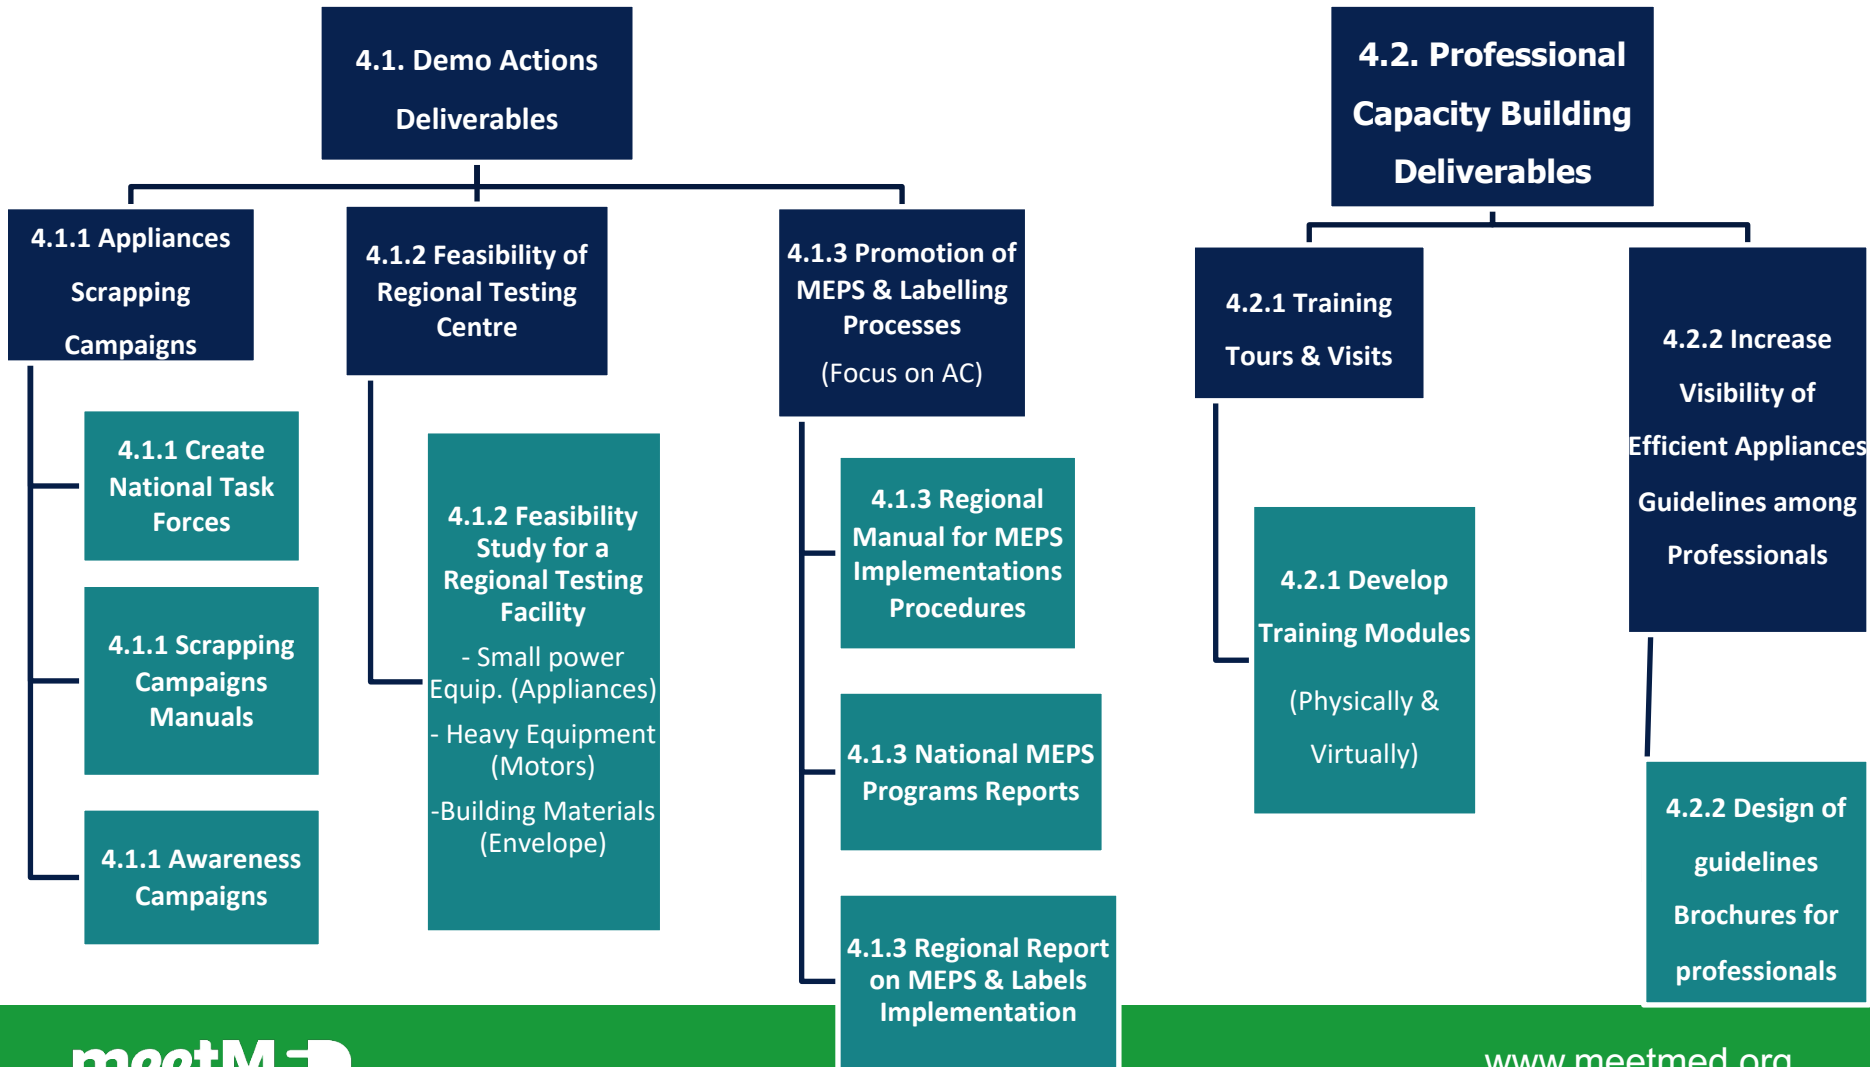 4.1. Demo Actions
Deliverables
4.1.1 Appliances
Scrapping
Campaigns
4.1.1 Create
National Task
Forces
4.1.1 Scrapping
Campaigns
Manuals
4.1.1 Awareness
Campaigns
4.1.2 Feasibility of
Regional Testing
Centre
4.1.2 Feasibility
Study for a
Regional Testing
Facility
- Small power
Equip. (Appliances)
- Heavy Equipment
(Motors)
-Building Materials
(Envelope)
4.1.3 Promotion of
MEPS & Labelling
Processes
(Focus on AC)
4.1.3 Regional
Manual for MEPS
Implementations
Procedures
4.1.3 National MEPS
Programs Reports
4.1.3 Regional Report
on MEPS & Labels
Implementation
4.2. Professional
Capacity Building
Deliverables
4.2.1 Training
Tours & Visits
4.2.1 Develop
Training Modules
(Physically &
Virtually)
4.2.2 Increase
Visibility of
Efficient Appliances
Guidelines among
Professionals
4.2.2 Design of
guidelines
Brochures for
professionals
meetMED
www.meetmed.org